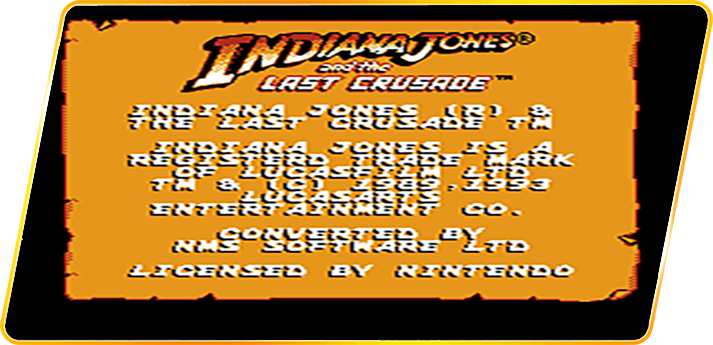 INDIANA JONES®
and the
LAST CRUSADE™
INDIANA JONES (R) &
THE LAST CRUSADE TM
INDIANA JONES IS A
REGISTERD TRADE MARK
OF LUCASFILM LTD
TM & (C) 1989,1993
LUCASARTS
ENTERTAINMENT CO.
CONVERTED BY
NMS SOFTWARE LTD
LICENSED BY NINTENDO